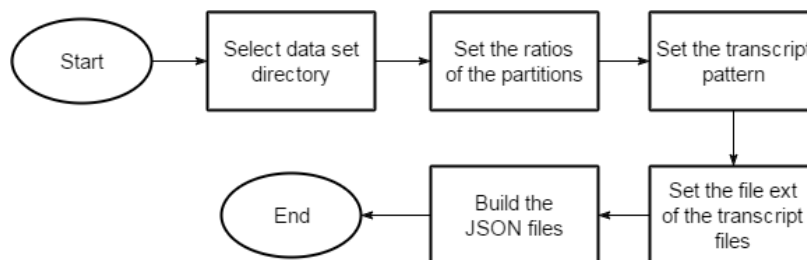 Start
Select data set
directory
Set the ratios
of the partitions
Set the transcript
pattern
Set the file ext
of the transcript
files
Build the
JSON files
End